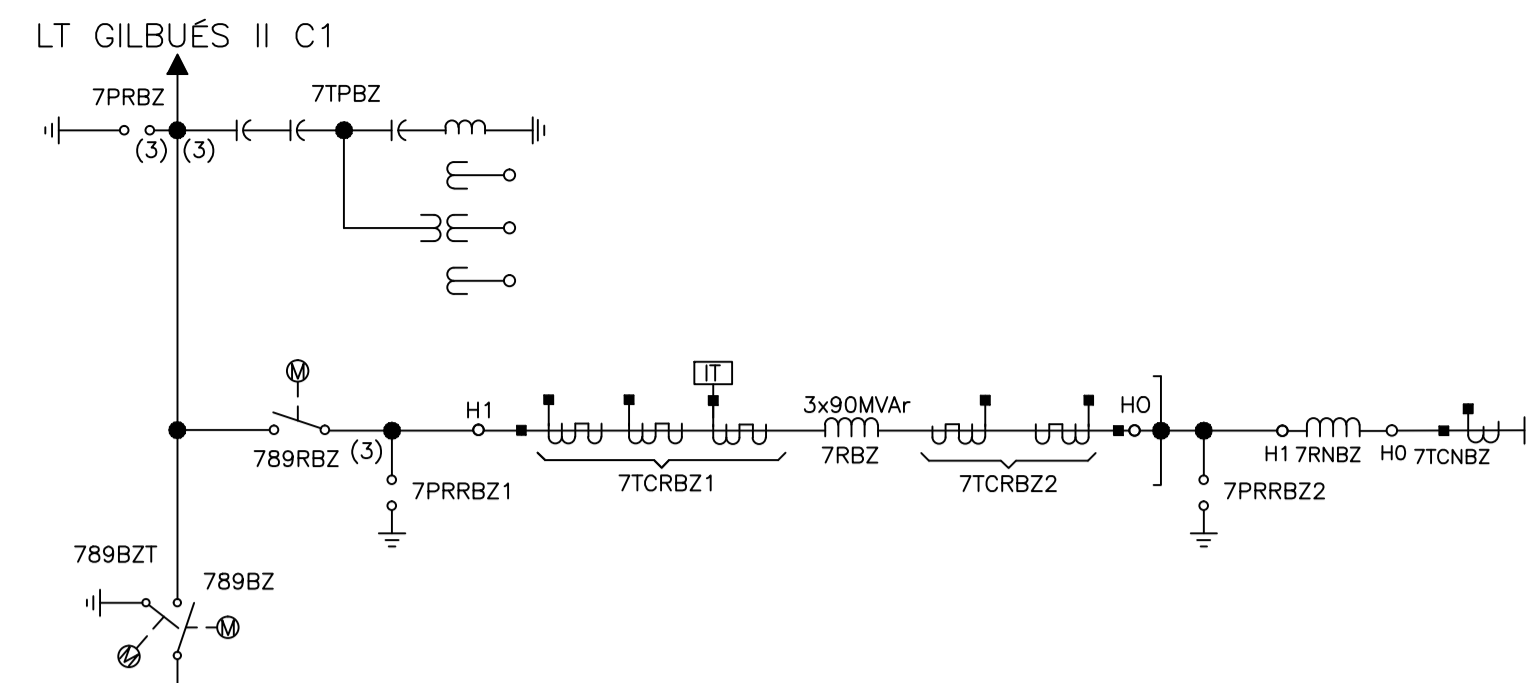 LT GILBUÉS II C1
7PRBZ
7TPBZ
(3) (3)
M
IT
H1
3x90MVAr
H0
789RBZ (3)
7RBZ
H1 7RNBZ H0 7TCNBZ
7TCRBZ1
7TCRBZ2
7PRRBZ1
7PRRBZ2
789BZT
789BZ
M
M